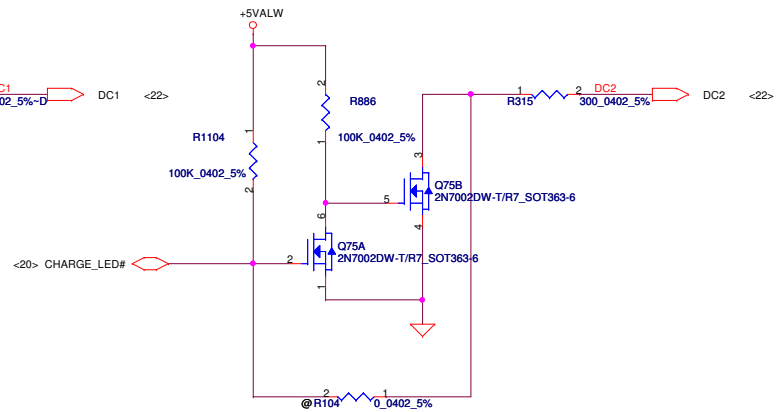 +5VALW
C1
02_5%~D
DC1 <22>
R1104
100K_0402_5%
1
2
R886
100K_0402_5%
2
1
R315
1
2
DC2
300_0402_5%
DC2 <22>
3
5
4
Q75B
2N7002DW-T/R7_SOT363-6
6
2
1
Q75A
2N7002DW-T/R7_SOT363-6
<20> CHARGE_LED#
2
1
@R104 0_0402_5%